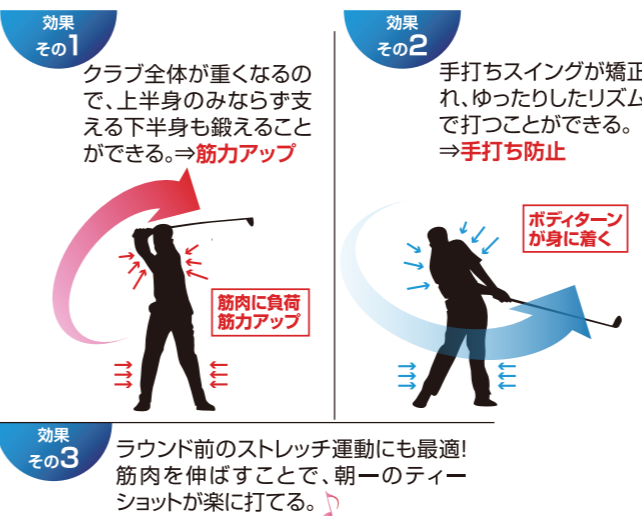 効果
その1
クラブ全体が重くなるの
で、上半身のみならず支
える下半身も鍛えること
ができる。⇒筋力アップ
筋肉に負荷
筋力アップ
効果
その2
手打ちスイングが矯正
れ、ゆったりしたリズム
で打つことができる。
⇒手打ち防止
ボディターン
が身に着く
効果
その3
ラウンド前のストレッチ運動にも最適!
筋肉を伸ばすことで、朝一のティー
ショットが楽に打てる。♪